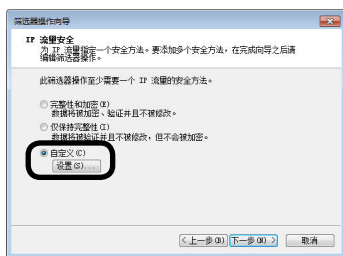 筛选器操作向导
IP 流量安全
为 IP 流量指定一个安全方法。要添加多个安全方法，在完成向导之后请
编辑筛选器操作。
此筛选器操作至少需要一个 IP 流量的安全方法。
完整性和加密(E)
数据将被加密、验证并且不被修改。
仅保持完整性(I)
数据将被验证并且不被修改，但不会被加密。
自定义(C)
设置(S)...
<上一步(B) 下一步(N) > 取消